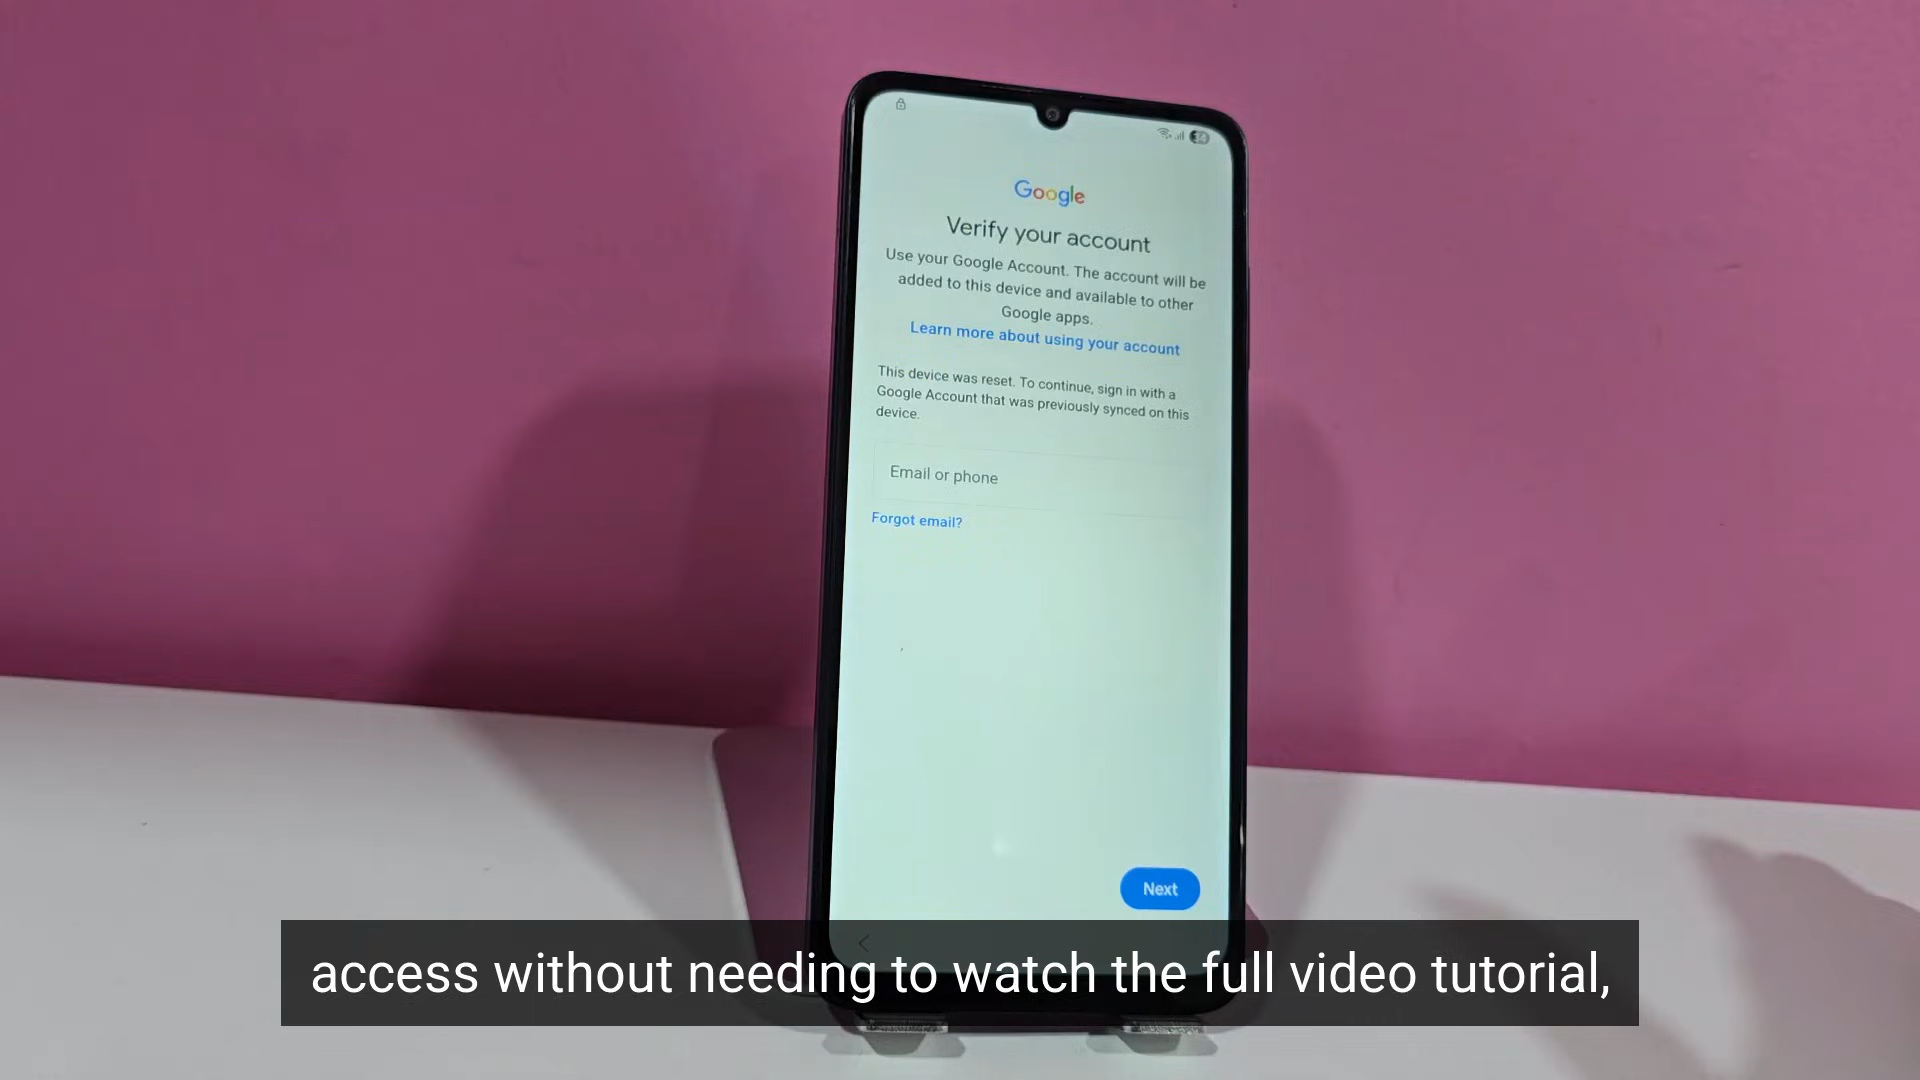 Google
Verify your account
Use your Google Account. The account will be
added to this device and available to other
Google apps.
Learn more about using your account
This device was reset. To continue, sign in with a
Google Account that was previously synced on this
device.
Email or phone
Forgot email?
Next
access without needing to watch the full video tutorial,